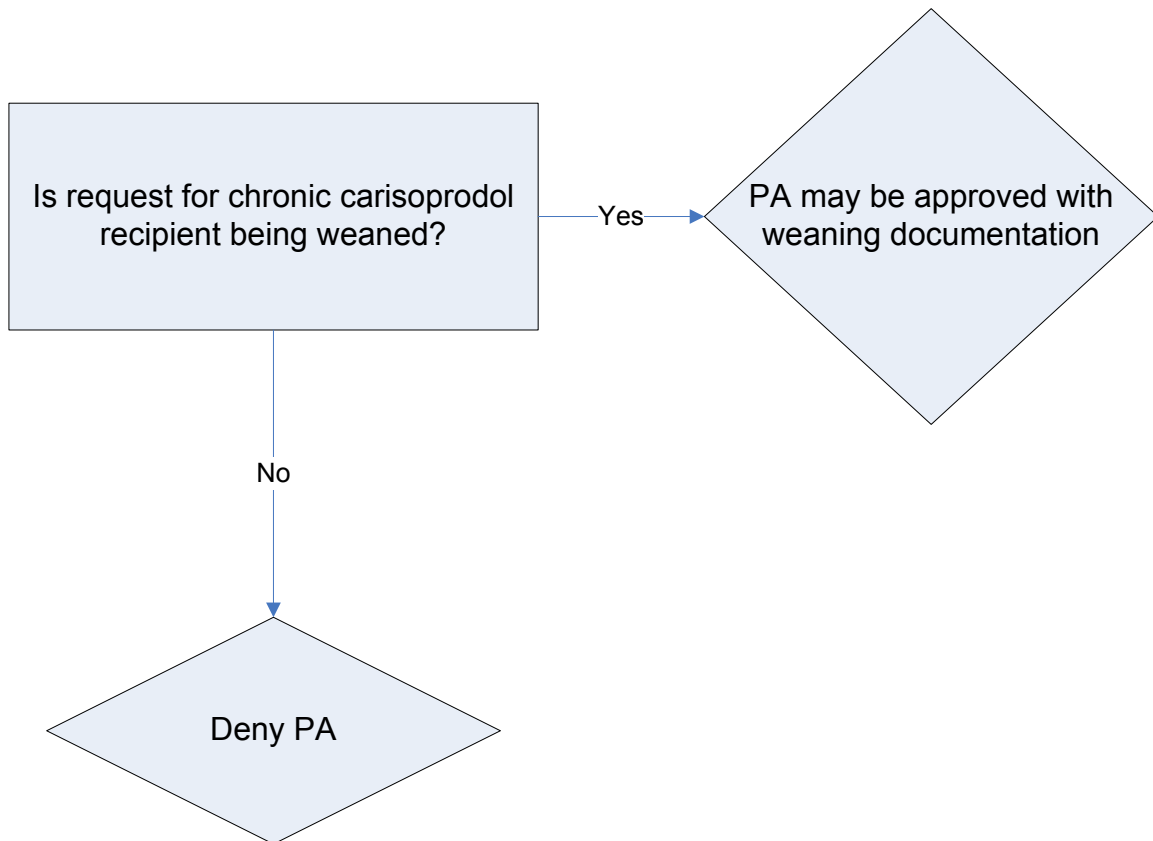 Is request for chronic carisoprodol
recipient being weaned?
Yes
PA may be approved with
weaning documentation
No
Deny PA